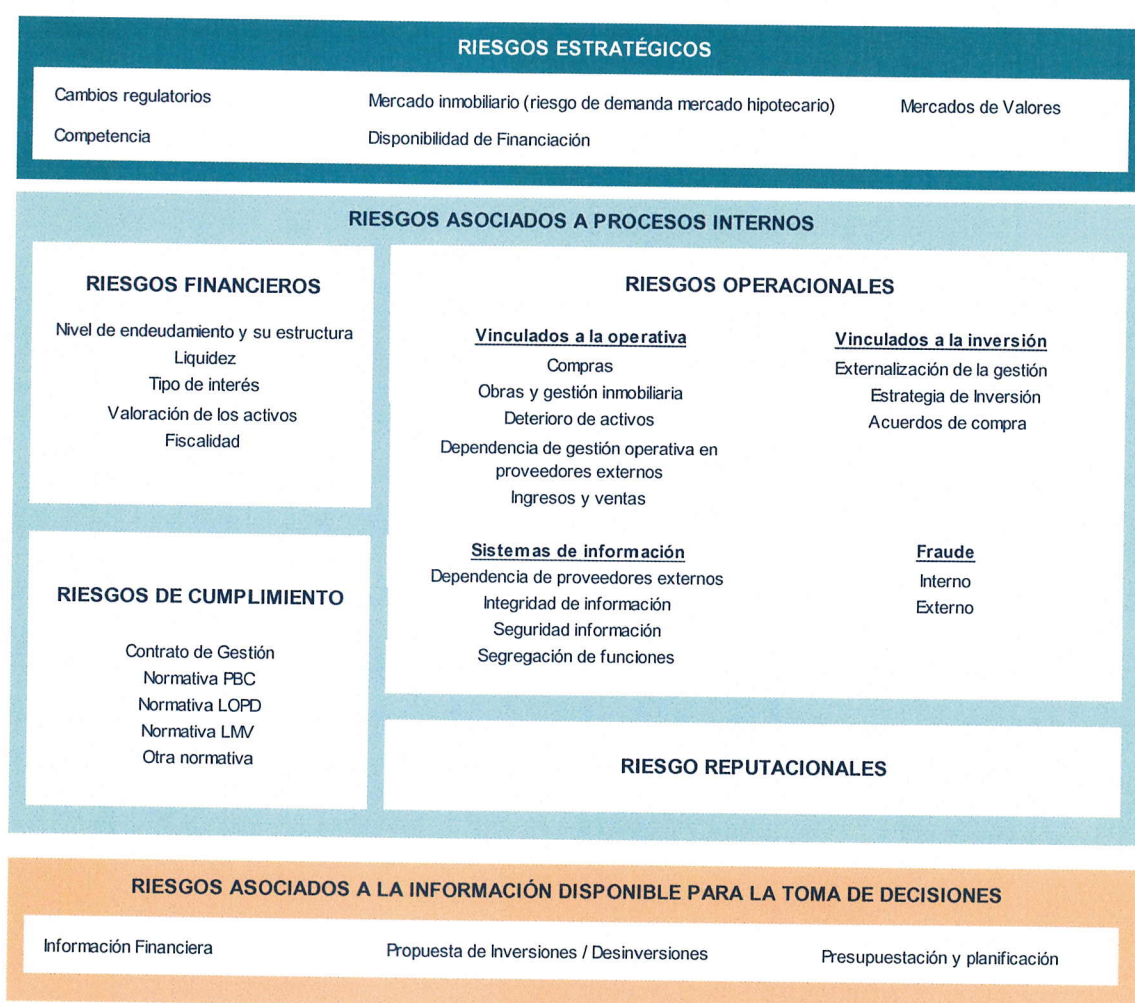 RIESGOS ESTRATÉGICOS
Cambios regulatorios
Mercado inmobiliario (riesgo de demanda mercado hipotecario)
Mercados de Valores
Competencia
Disponibilidad de Financiación
RIESGOS ASOCIADOS A PROCESOS INTERNOS
RIESGOS FINANCIEROS
Nivel de endeudamiento y su estructura
Liquidez
Tipo de interés
Valoración de los activos
Fiscalidad
RIESGOS OPERACIONALES
Vinculados a la operativa
Compras
Obras y gestión inmobiliaria
Deterioro de activos
Dependencia de gestión operativa en
proveedores externos
Ingresos y ventas
Vinculados a la inversión
Externalización de la gestión
Estrategia de Inversión
Acuerdos de compra
Sistemas de información
Dependencia de proveedores externos
Integridad de información
Seguridad información
Segregación de funciones
Fraude
Interno
Externo
RIESGOS DE CUMPLIMIENTO
Contrato de Gestión
Normativa PBC
Normativa LOPD
Normativa LMV
Otra normativa
RIESGO REPUTACIONALES
RIESGOS ASOCIADOS A LA INFORMACIÓN DISPONIBLE PARA LA TOMA DE DECISIONES
Información Financiera
Propuesta de Inversiones / Desinversiones
Presupuestación y planificación